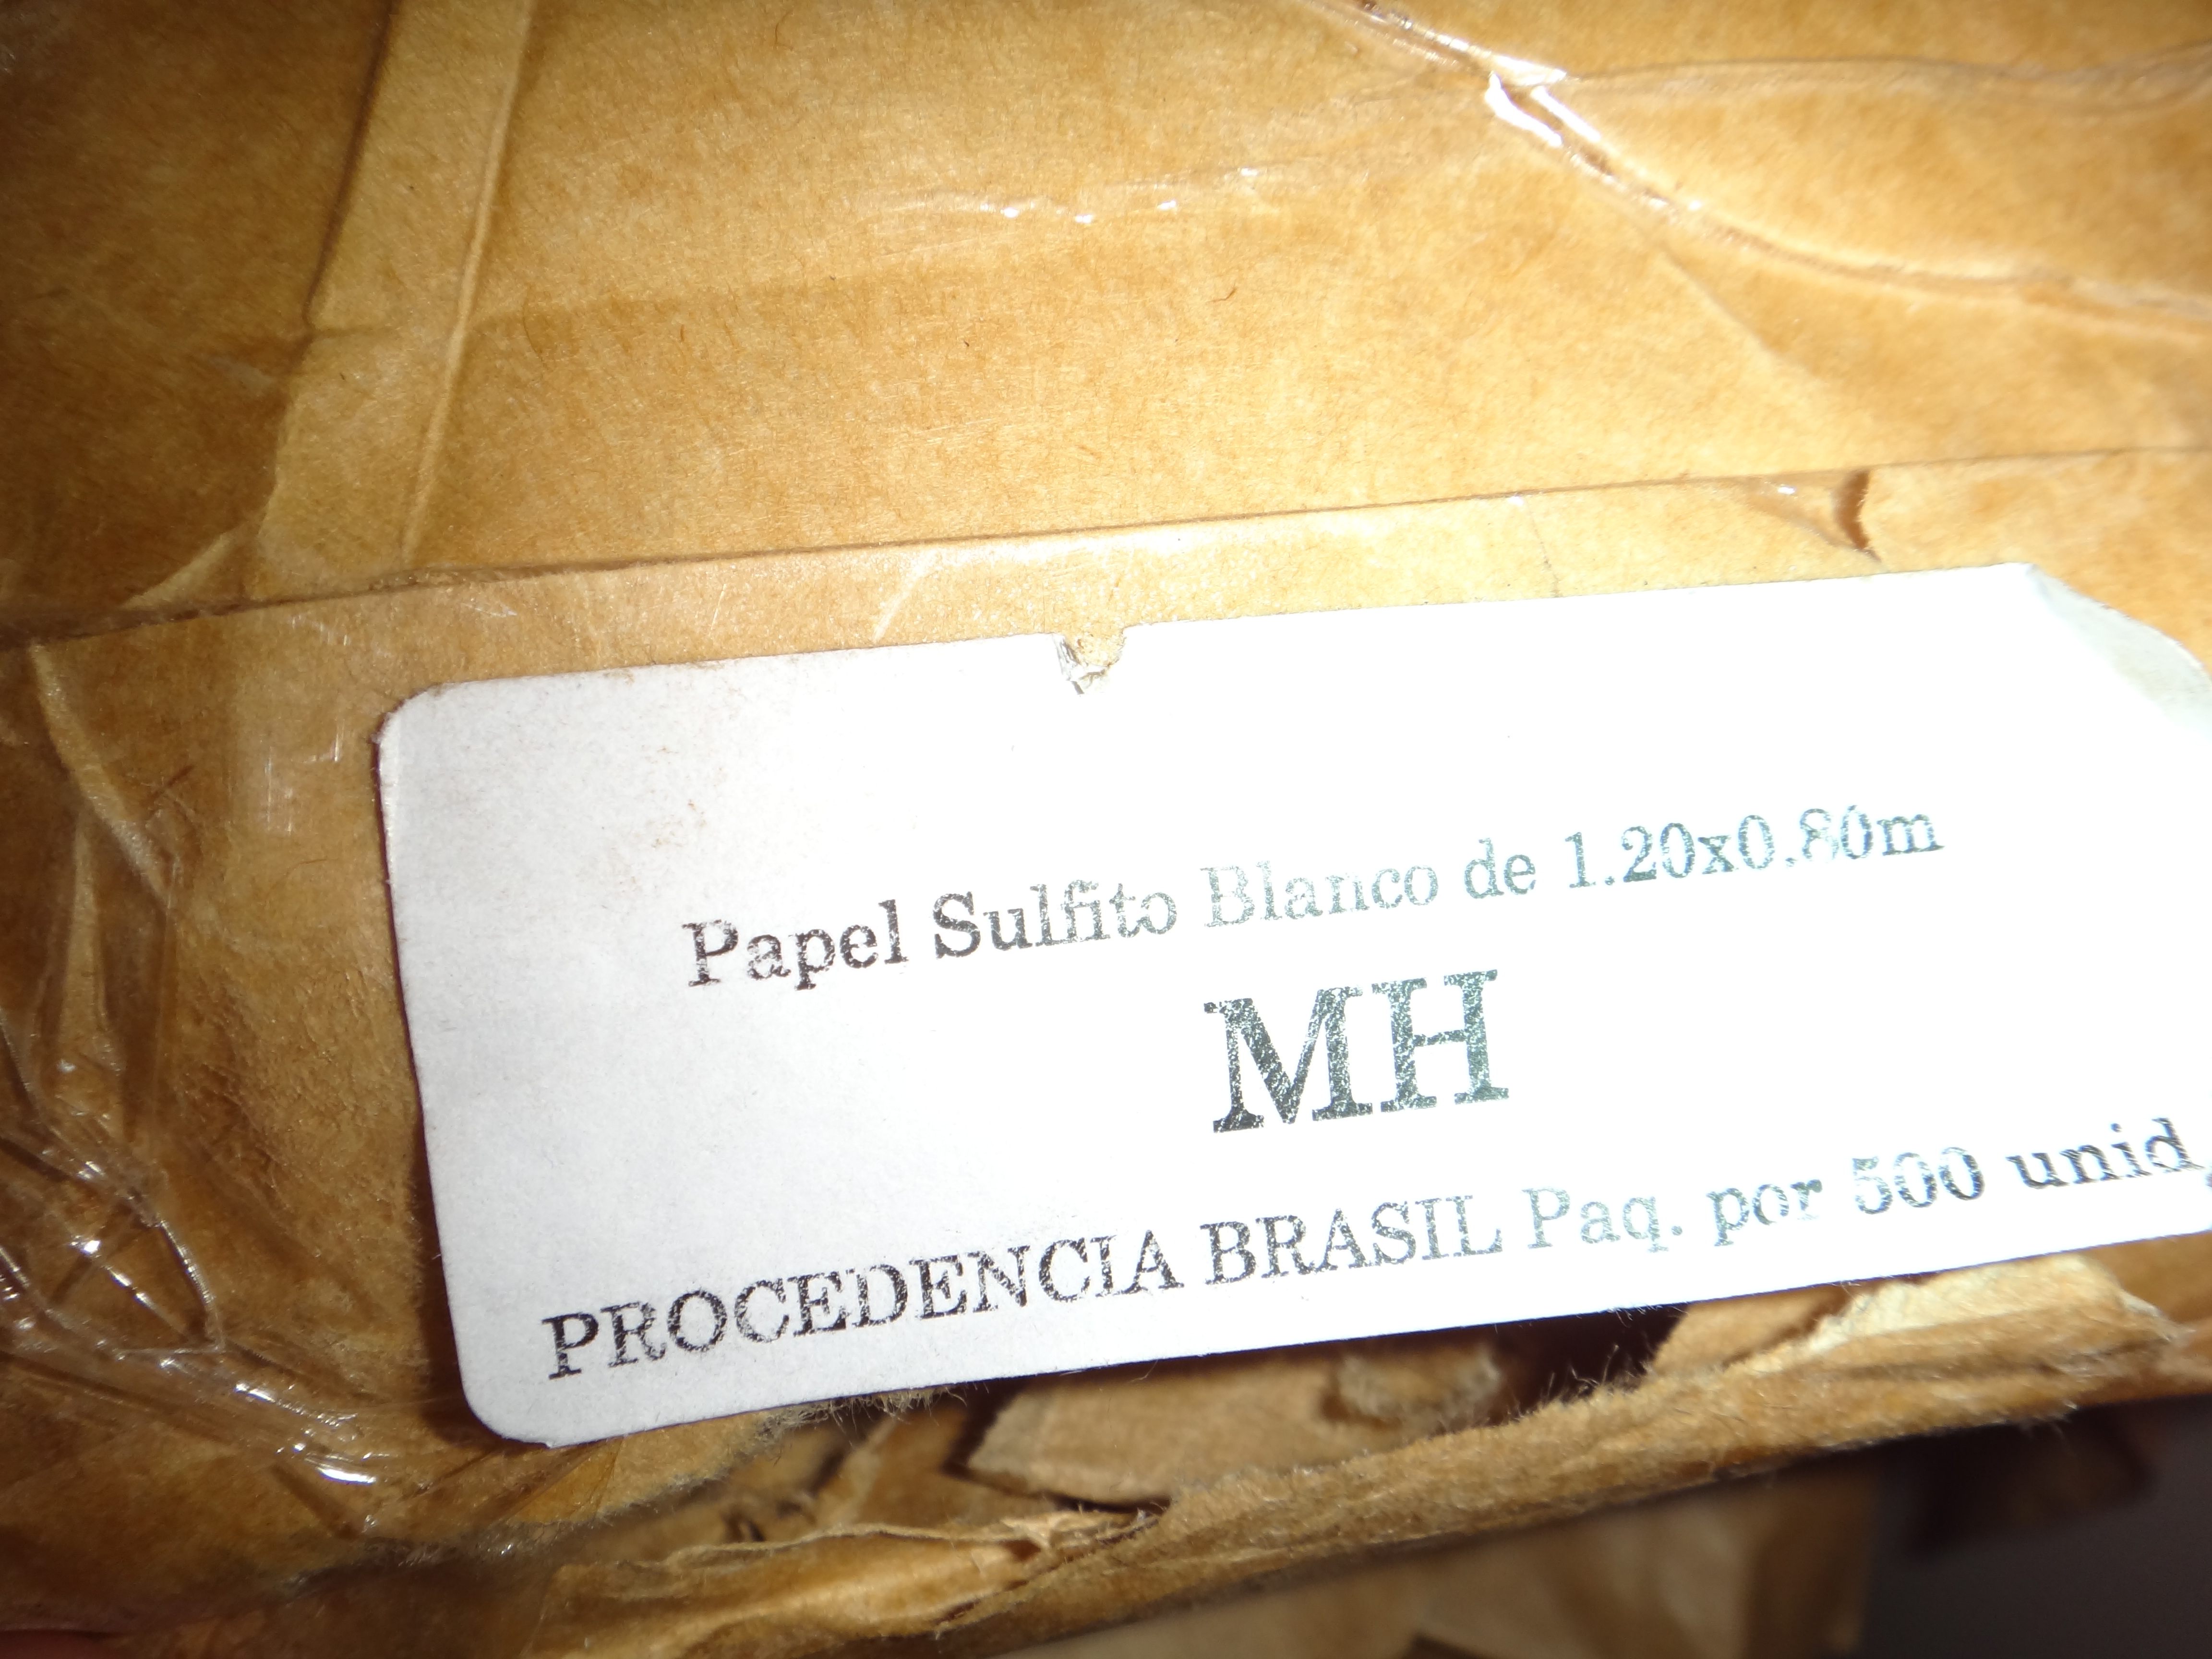 Papel Sulfito Blanco de 1.20x0.80m
MH
PROCEDENCIA BRASIL Paq. por 500 unid.